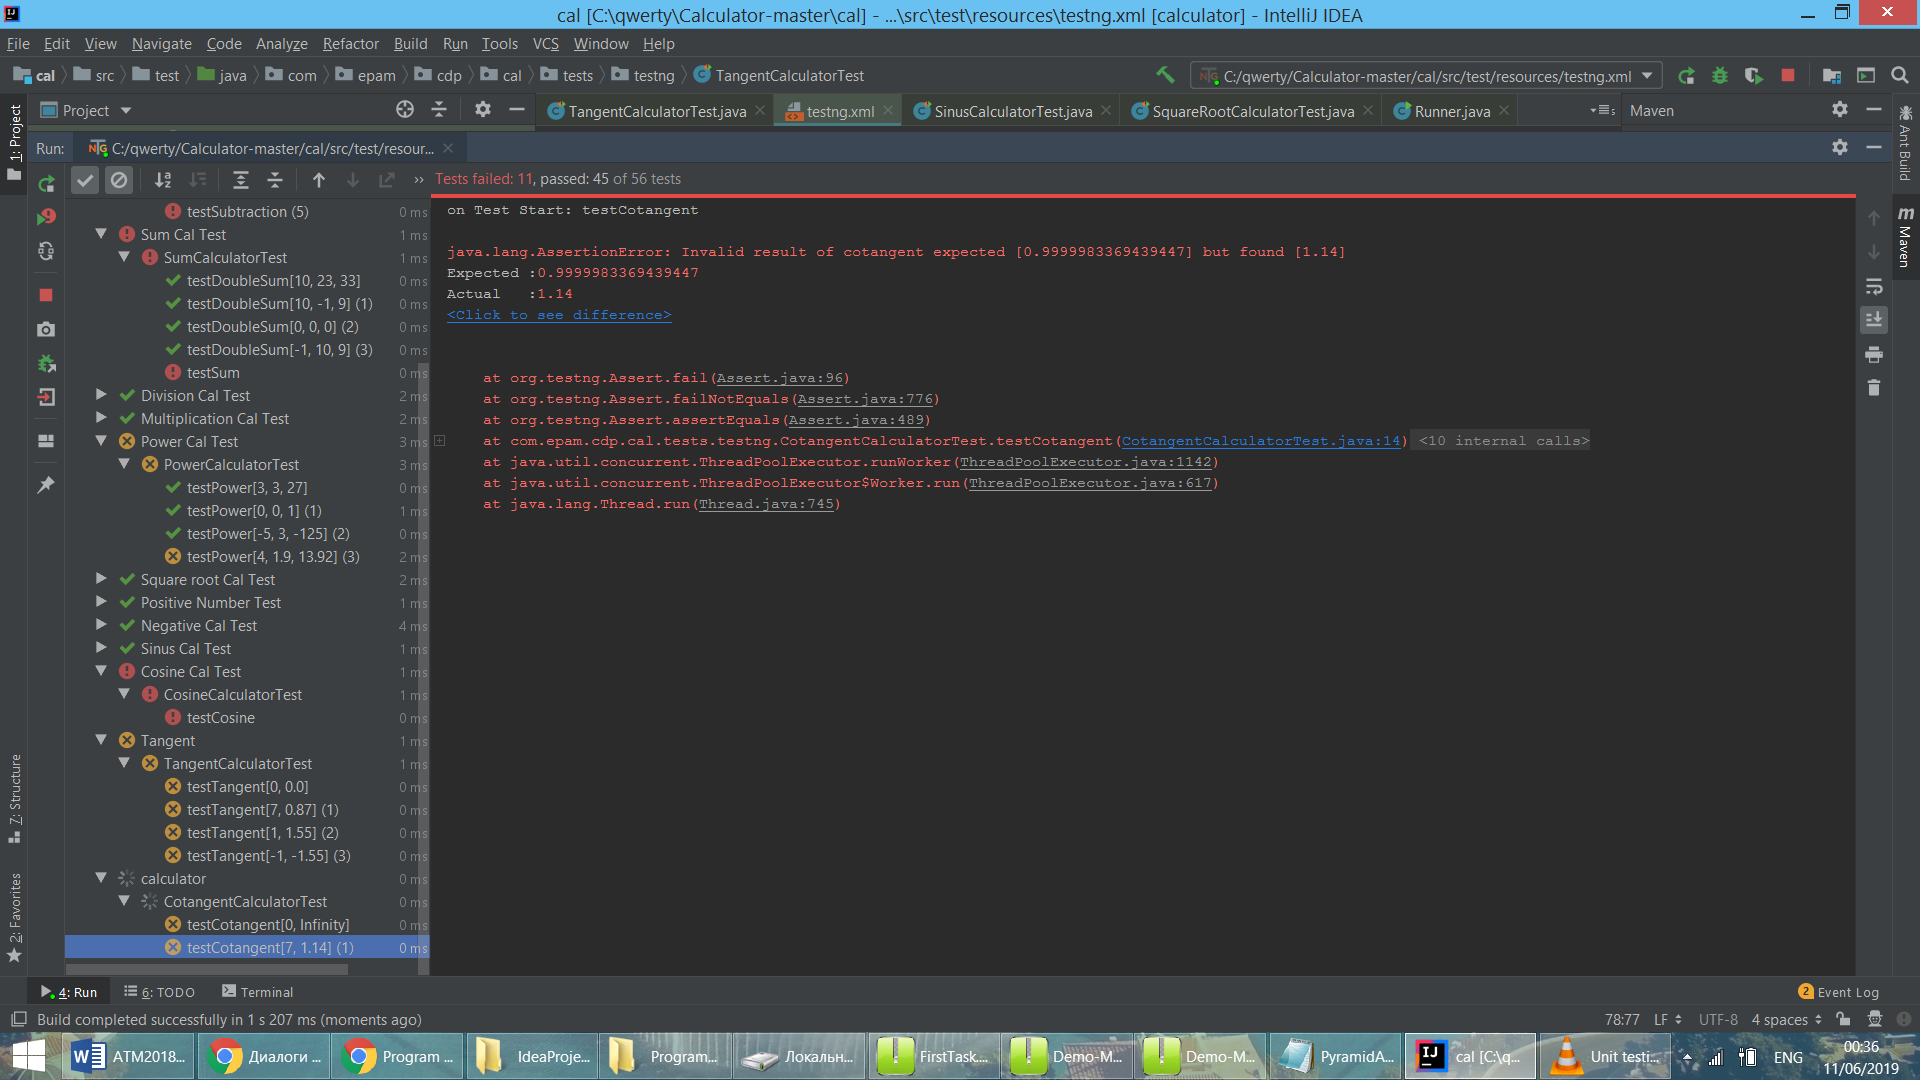 cal [C:\qwerty\Calculator-master\cal] - ...\src\test\resources\testng.xml [calculator] - IntelliJ IDEA
File Edit View Navigate Code Analyze Refactor Build Run Tools VCS Window Help
cal src test java com epam cdp cal tests testng TangentCalculatorTest
C:/qwerty/Calculator-master/cal/src/test/resources/testng.xml
Project
TangentCalculatorTest.java testng.xml SinusCalculatorTest.java SquareRootCalculatorTest.java Runner.java
Maven
Run: C:/qwerty/Calculator-master/cal/src/test/resour...
Tests failed: 11, passed: 45 of 56 tests
testSubtraction (5) 0 ms
Sum Cal Test 1 ms
SumCalculatorTest 1 ms
testDoubleSum[10, 23, 33] 0 ms
testDoubleSum[10, -1, 9] (1) 0 ms
testDoubleSum[0, 0, 0] (2) 0 ms
testDoubleSum[-1, 10, 9] (3) 0 ms
testSum 0 ms
Division Cal Test 2 ms
Multiplication Cal Test 2 ms
Power Cal Test 3 ms
PowerCalculatorTest 3 ms
testPower[3, 3, 27] 0 ms
testPower[0, 0, 1] (1) 1 ms
testPower[-5, 3, -125] (2) 0 ms
testPower[4, 1.9, 13.92] (3) 2 ms
Square root Cal Test 2 ms
Positive Number Test 1 ms
Negative Cal Test 4 ms
Sinus Cal Test 1 ms
Cosine Cal Test 1 ms
CosineCalculatorTest 1 ms
testCosine 0 ms
Tangent 1 ms
TangentCalculatorTest 1 ms
testTangent[0, 0.0] 0 ms
testTangent[7, 0.87] (1) 0 ms
testTangent[1, 1.55] (2) 0 ms
testTangent[-1, -1.55] (3) 0 ms
calculator 0 ms
CotangentCalculatorTest 0 ms
testCotangent[0, Infinity] 0 ms
testCotangent[7, 1.14] (1) 0 ms
on Test Start: testCotangent
java.lang.AssertionError: Invalid result of cotangent expected [0.9999983369439447] but found [1.14]
Expected :0.9999983369439447
Actual   :1.14
<Click to see difference>
at org.testng.Assert.fail(Assert.java:96)
at org.testng.Assert.failNotEquals(Assert.java:776)
at org.testng.Assert.assertEquals(Assert.java:489)
at com.epam.cdp.cal.tests.testng.CotangentCalculatorTest.testCotangent(CotangentCalculatorTest.java:14) <10 internal calls>
at java.util.concurrent.ThreadPoolExecutor.runWorker(ThreadPoolExecutor.java:1142)
at java.util.concurrent.ThreadPoolExecutor$Worker.run(ThreadPoolExecutor.java:617)
at java.lang.Thread.run(Thread.java:745)
1: Project
7: Structure
2: Favorites
Ant Build
m Maven
4: Run 6: TODO Terminal
2 Event Log
Build completed successfully in 1 s 207 ms (moments ago)
78:77 LF UTF-8 4 spaces
ATM2018... Диалоги ... Program ... IdeaProje... Program... Локальн... FirstTask.... Demo-M... Demo-M... PyramidA... cal [C:\q... Unit testi...
ENG
00:36
11/06/2019